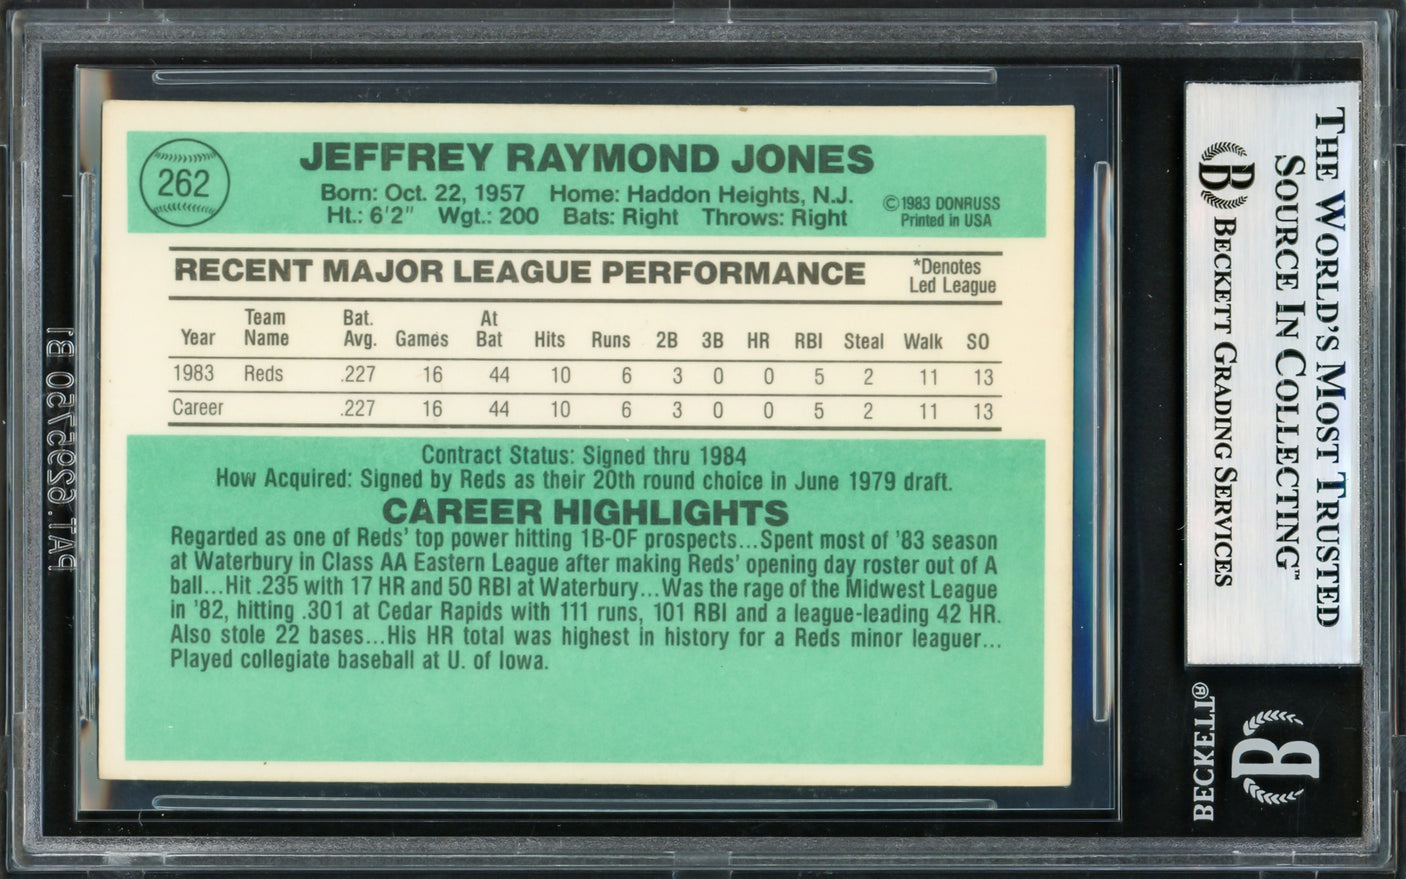 262
JEFFREY RAYMOND JONES
Born: Oct. 22, 1957 Home: Haddon Heights, N.J.
Ht.: 6'2" Wgt.: 200 Bats: Right Throws: Right
©1983 DONRUSS
Printed in USA
RECENT MAJOR LEAGUE PERFORMANCE
*Denotes
Led League
Year Team Name Bat. Avg. Games At Bat Hits Runs 2B 3B HR RBI Steal Walk SO
1983 Reds .227 16 44 10 6 3 0 0 5 2 11 13
Career .227 16 44 10 6 3 0 0 5 2 11 13
Contract Status: Signed thru 1984
How Acquired: Signed by Reds as their 20th round choice in June 1979 draft.
CAREER HIGHLIGHTS
Regarded as one of Reds' top power hitting 1B-OF prospects...Spent most of '83 season
at Waterbury in Class AA Eastern League after making Reds' opening day roster out of A
ball...Hit .235 with 17 HR and 50 RBI at Waterbury...Was the rage of the Midwest League
in '82, hitting .301 at Cedar Rapids with 111 runs, 101 RBI and a league-leading 42 HR.
Also stole 22 bases...His HR total was highest in history for a Reds minor leaguer...
Played collegiate baseball at U. of Iowa.
THE WORLD'S MOST TRUSTED
SOURCE IN COLLECTING™
B
BECKETT GRADING SERVICES
BECKETT®
B